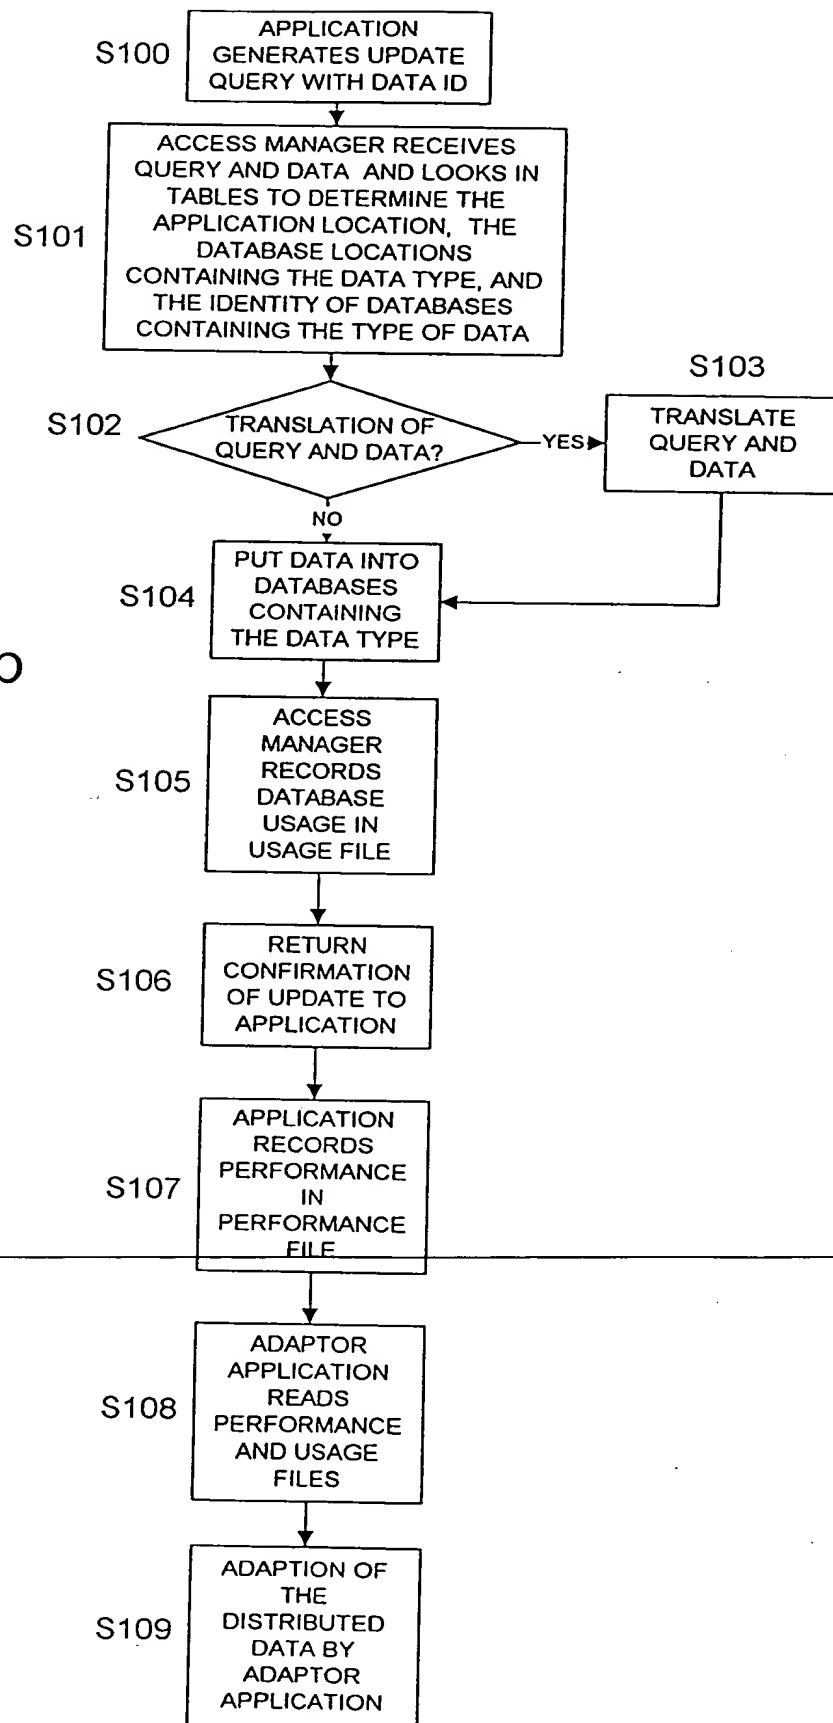 S100
APPLICATION
GENERATES UPDATE
QUERY WITH DATA ID
S101
ACCESS MANAGER RECEIVES
QUERY AND DATA AND LOOKS IN
TABLES TO DETERMINE THE
APPLICATION LOCATION, THE
DATABASE LOCATIONS
CONTAINING THE DATA TYPE, AND
THE IDENTITY OF DATABASES
CONTAINING THE TYPE OF DATA
S102
TRANSLATION OF
QUERY AND DATA?
YES
S103
TRANSLATE
QUERY AND
DATA
NO
S104
PUT DATA INTO
DATABASES
CONTAINING
THE DATA TYPE
S105
ACCESS
MANAGER
RECORDS
DATABASE
USAGE IN
USAGE FILE
S106
RETURN
CONFIRMATION
OF UPDATE TO
APPLICATION
S107
APPLICATION
RECORDS
PERFORMANCE
IN
PERFORMANCE
FILE
S108
ADAPTOR
APPLICATION
READS
PERFORMANCE
AND USAGE
FILES
S109
ADAPTION OF
THE
DISTRIBUTED
DATA BY
ADAPTOR
APPLICATION